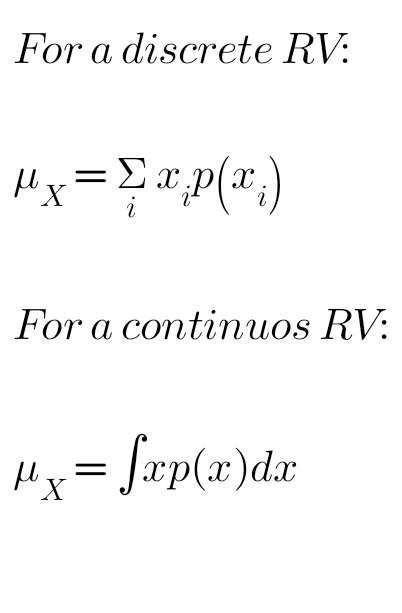 For a discrete RV:
μ_X = Σ_i x_i p(x_i)
For a continuos RV:
μ_X = ∫xp(x)dx